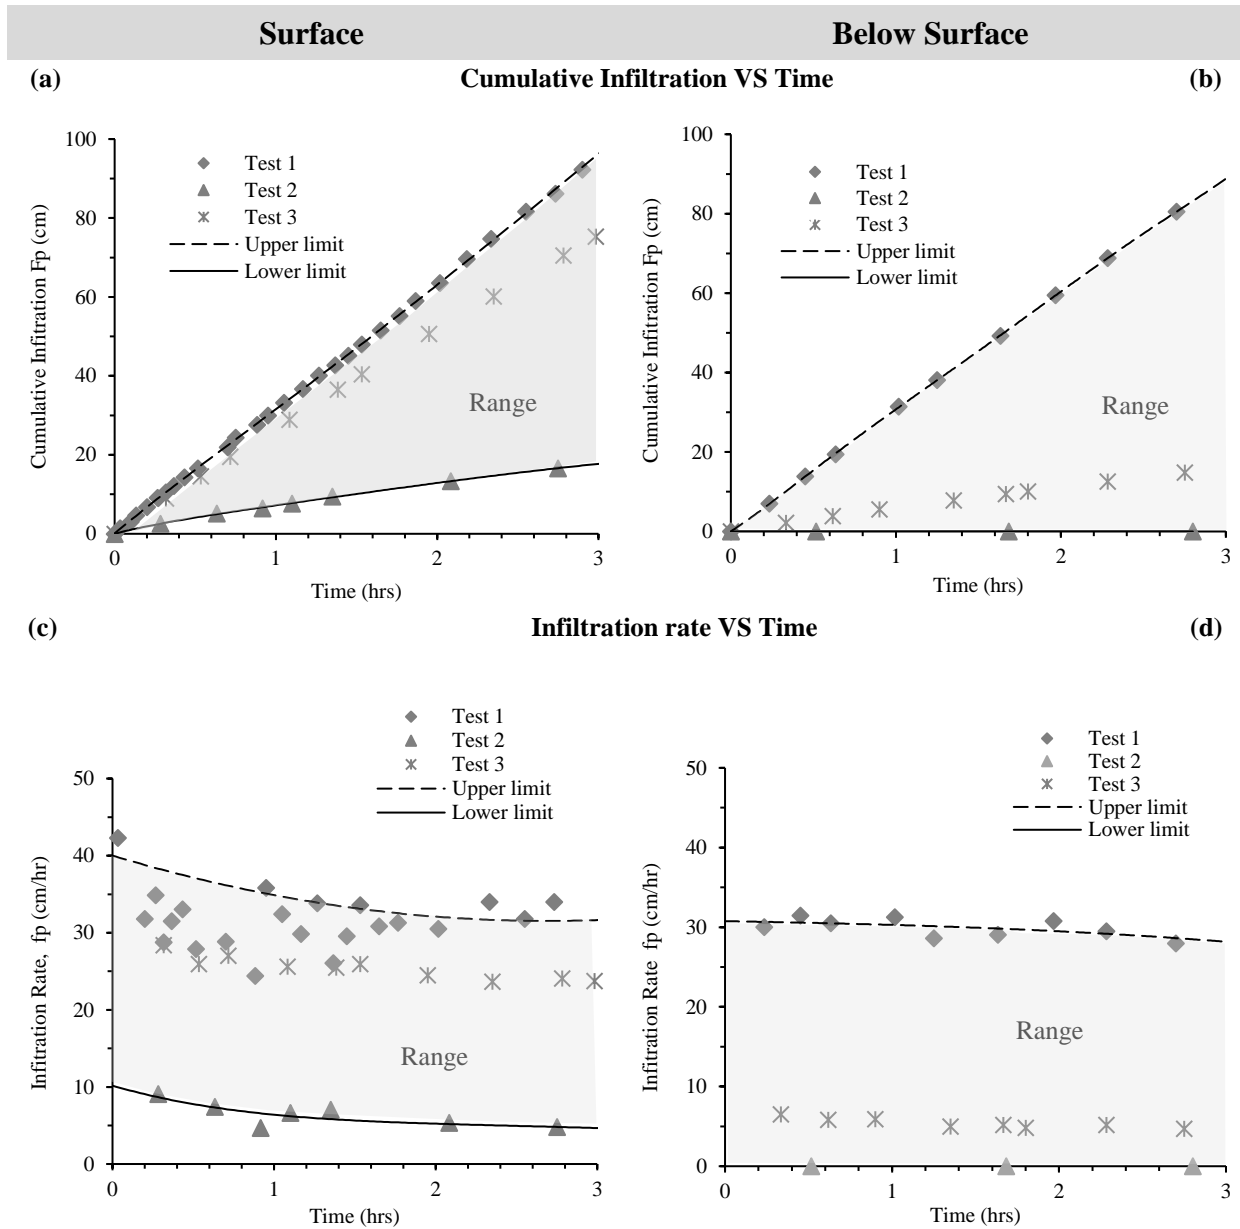 Surface
Below Surface
(a)
Cumulative Infiltration VS Time
(b)
Cumulative Infiltration Fp (cm)
100
80
60
40
20
0
Test 1
Test 2
Test 3
Upper limit
Lower limit
Range
0
1
2
3
Time (hrs)
Cumulative Infitration Fp (cm)
100
80
60
40
20
0
Test 1
Test 2
Test 3
Upper limit
Lower limit
Range
0
1
2
3
Time (hrs)
(c)
Infiltration rate VS Time
(d)
Infitration Rate, fp (cm/hr)
50
40
30
20
10
0
Test 1
Test 2
Test 3
Upper limit
Lower limit
Range
0
1
2
3
Time (hrs)
Infitration Rate fp (cm/hr)
50
40
30
20
10
0
Test 1
Test 2
Test 3
Upper limit
Lower limit
Range
0
1
2
3
Time (hrs)